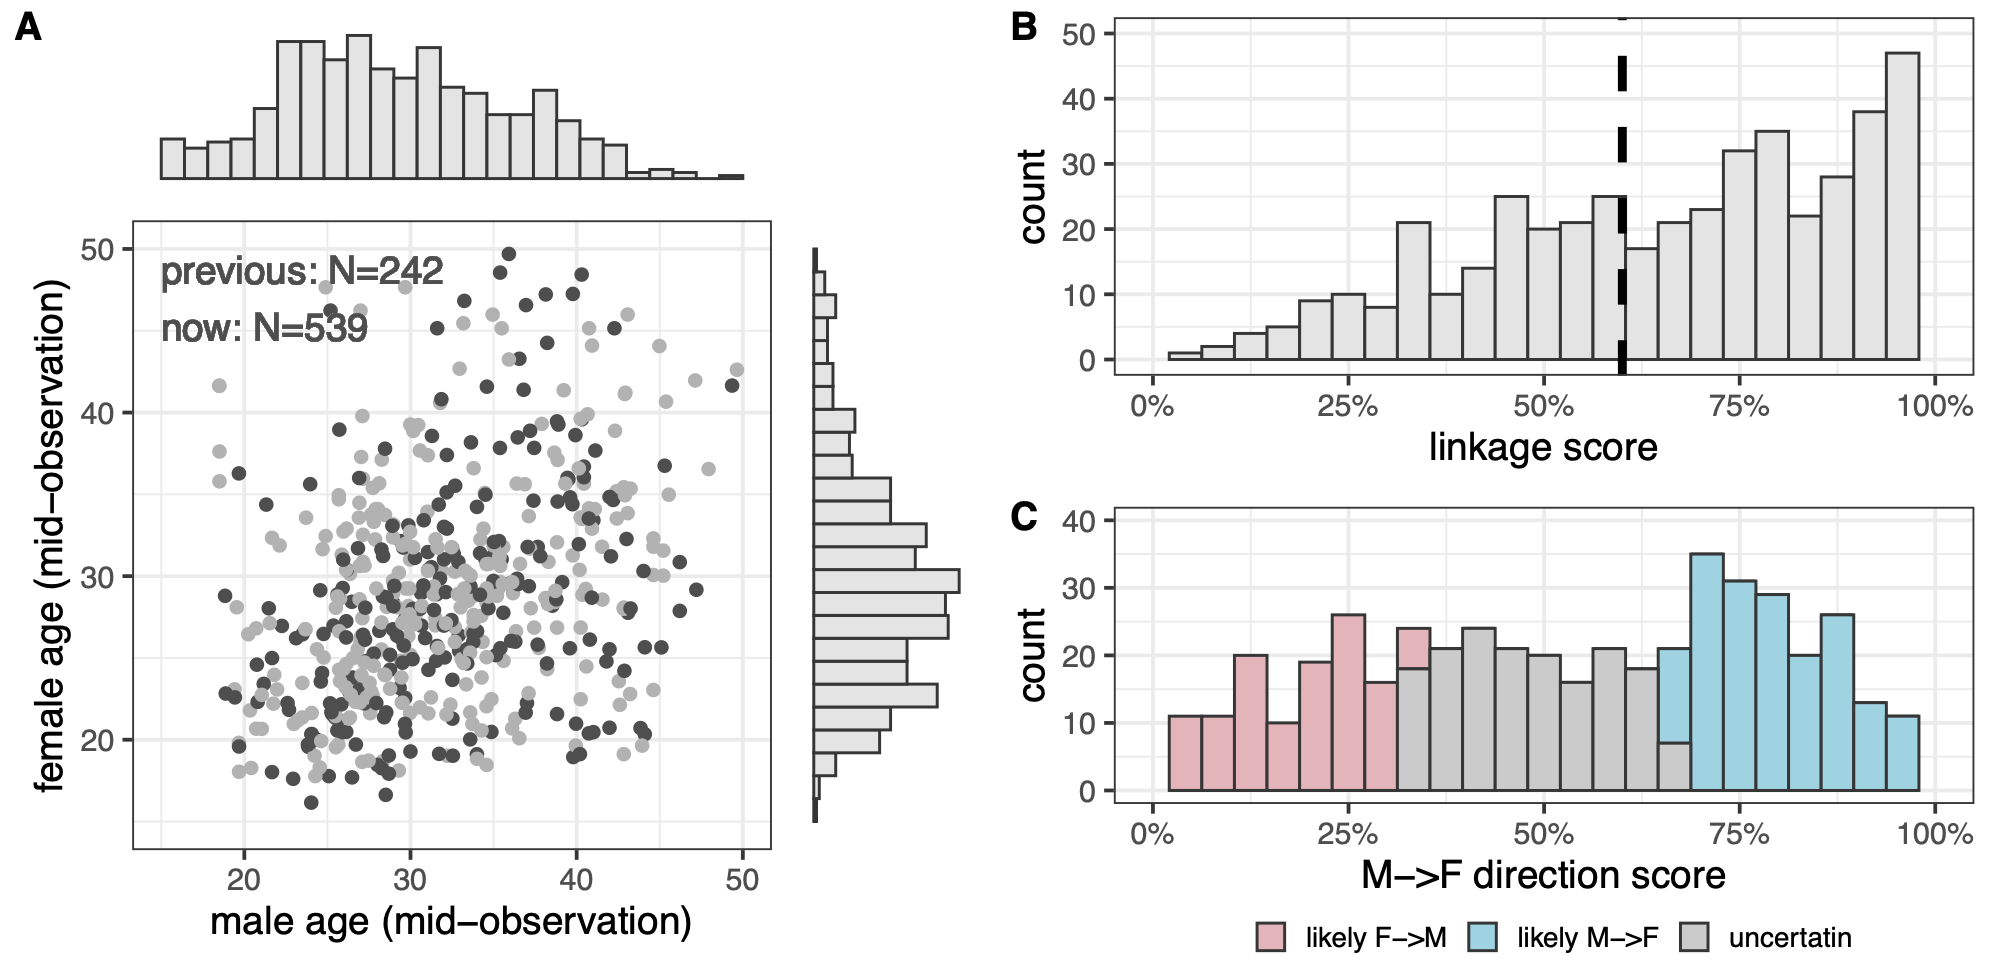 A
previous: N=242
now: N=539
50
40
30
20
female age (mid−observation)
20 30 40 50
male age (mid−observation)
B
50
40
30
20
10
0
count
0% 25% 50% 75% 100%
linkage score
C
40
30
20
10
0
count
0% 25% 50% 75% 100%
M−>F direction score
likely F−>M likely M−>F uncertatin